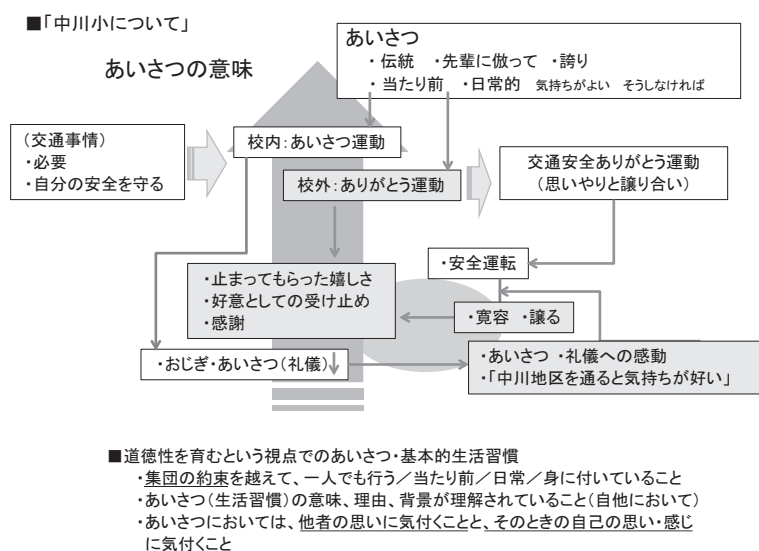 ■「中川小について」
あいさつの意味
あいさつ
・伝統　・先輩に倣って　・誇り
・当たり前　・日常的　気持ちがよい　そうしなければ
（交通事情）
・必要
・自分の安全を守る
校内：あいさつ運動
校外：ありがとう運動
交通安全ありがとう運動
（思いやりと譲り合い）
・安全運転
・止まってもらった嬉しさ
・好意としての受け止め
・感謝
・寛容　・譲る
・おじぎ・あいさつ（礼儀）
・あいさつ　・礼儀への感動
・「中川地区を通ると気持ちが好い」
■道徳性を育むという視点でのあいさつ・基本的生活習慣
・集団の約束を越えて、一人でも行う／当たり前／日常／身に付いていること
・あいさつ（生活習慣）の意味、理由、背景が理解されていること（自他において）
・あいさつにおいては、他者の思いに気付くことと、そのときの自己の思い・感じ
に気付くこと